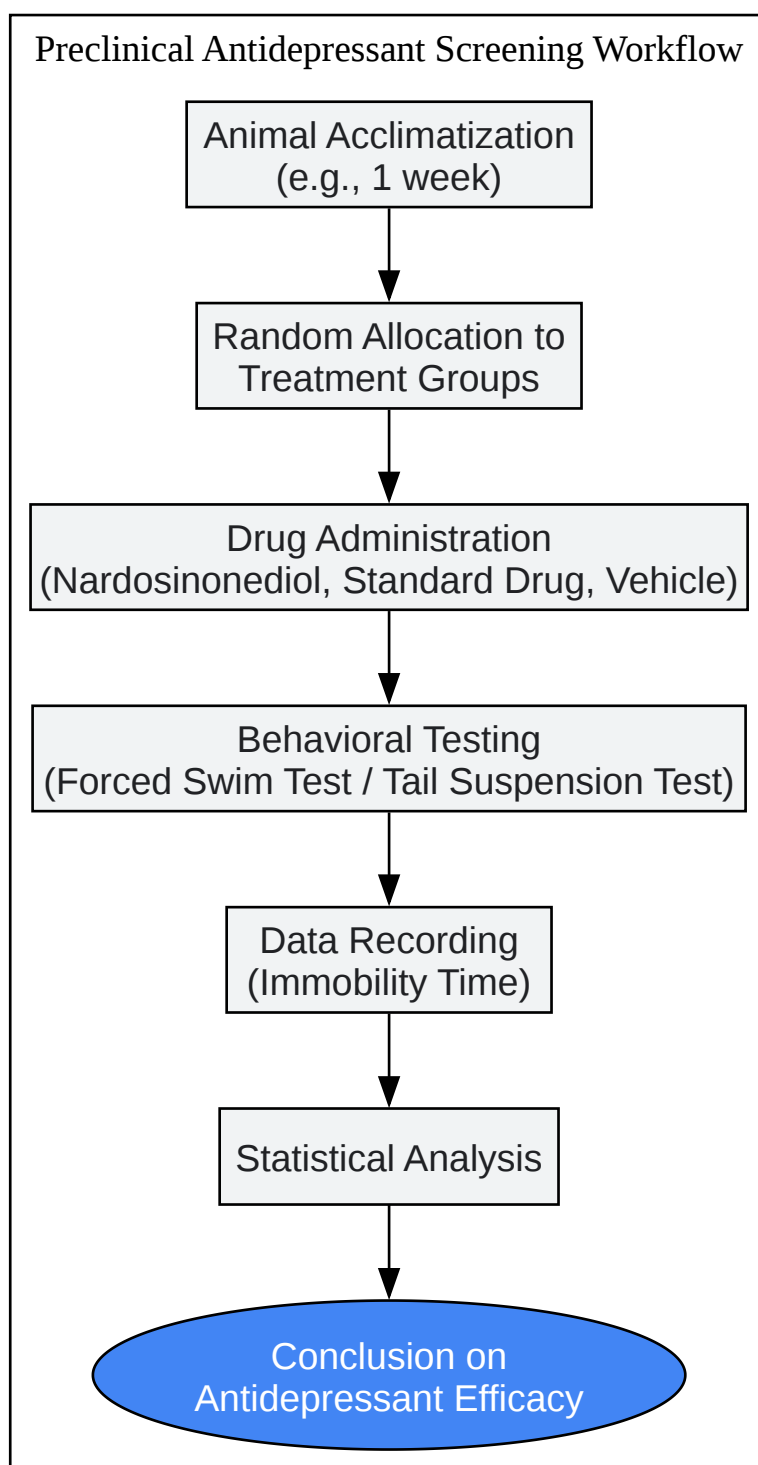 Preclinical Antidepressant Screening Workflow
Animal Acclimatization
(e.g., 1 week)
Random Allocation to
Treatment Groups
Drug Administration
(Nardosinonediol, Standard Drug, Vehicle)
Behavioral Testing
(Forced Swim Test / Tail Suspension Test)
Data Recording
(Immobility Time)
Statistical Analysis
Conclusion on
Antidepressant Efficacy